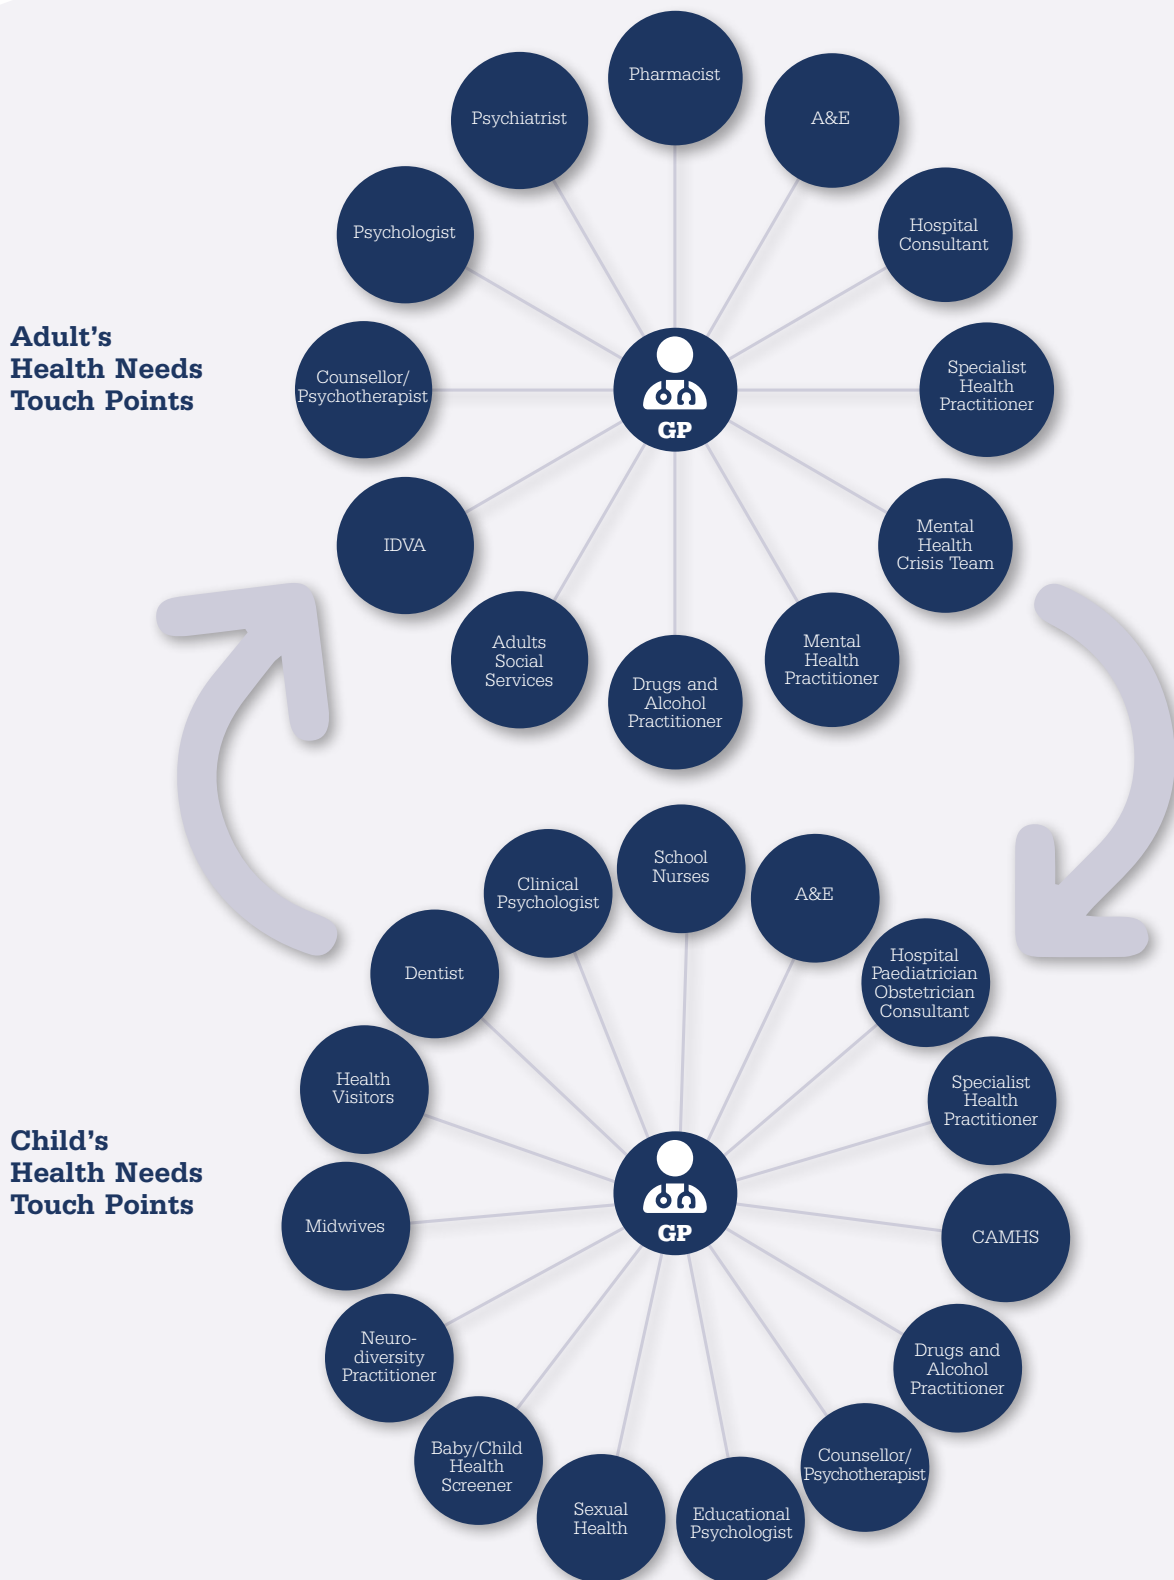 Pharmacist
Psychiatrist
A&E
Psychologist
Hospital
Consultant
Adult's
Health Needs
Touch Points
Counsellor/
Psychotherapist
GP
Specialist
Health
Practitioner
IDVA
Mental
Health
Crisis Team
Adults
Social
Services
Drugs and
Alcohol
Practitioner
Mental
Health
Practitioner
School
Nurses
Clinical
Psychologist
A&E
Dentist
Hospital
Paediatrician
Obstetrician
Consultant
Health
Visitors
Specialist
Health
Practitioner
Child's
Health Needs
Touch Points
Midwives
GP
CAMHS
Neuro-
diversity
Practitioner
Drugs and
Alcohol
Practitioner
Baby/Child
Health
Screener
Counsellor/
Psychotherapist
Sexual
Health
Educational
Psychologist